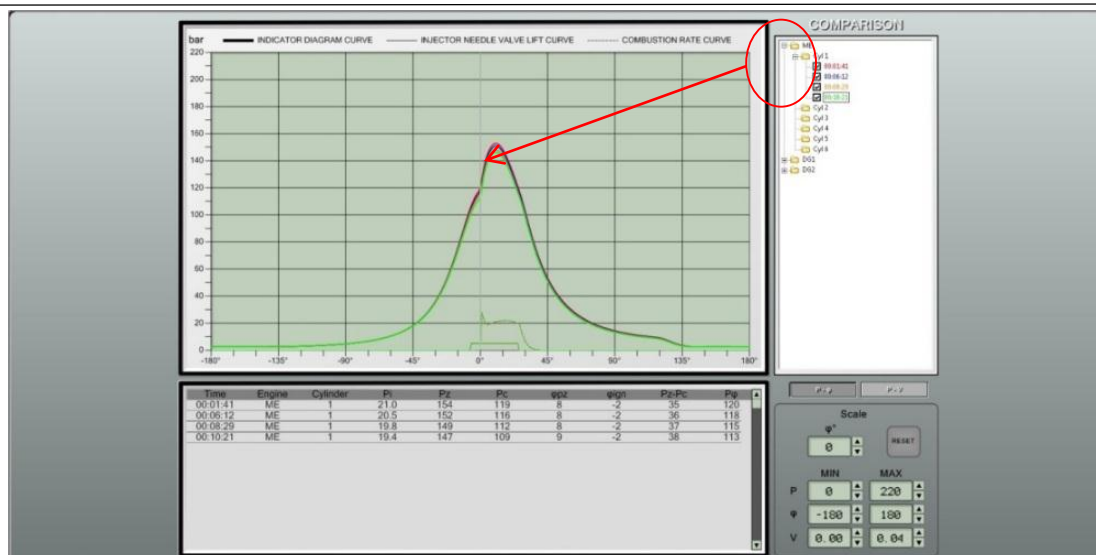 COMPARISON
bar INDICATOR DIAGRAM CURVE INJECTOR NEEDLE VALVE LIFT CURVE COMBUSTION RATE CURVE
220
200
180
160
140
120
100
80
60
40
20
0
-180 -135° -90° -45° 0° 45° 90° 135° 180°
ME
Cyl 1
00:01:41
00:06:12
00:08:29
00:10:21
Cyl 2
Cyl 3
Cyl 4
Cyl 5
Cyl 6
DG1
DG2
Time Engine Cylinder Pi Pz Pc φpz φign Pz-Pc Pφ
00:01:41 ME 1 21.0 154 119 8 -2 35 120
00:06:12 ME 1 20.5 152 116 8 -2 36 118
00:08:29 ME 1 19.8 149 112 8 -2 37 115
00:10:21 ME 1 19.4 147 109 9 -2 38 113
Scale
φ°
0 RESET
MIN MAX
P 0 220
φ -180 180
V 0.00 0.04